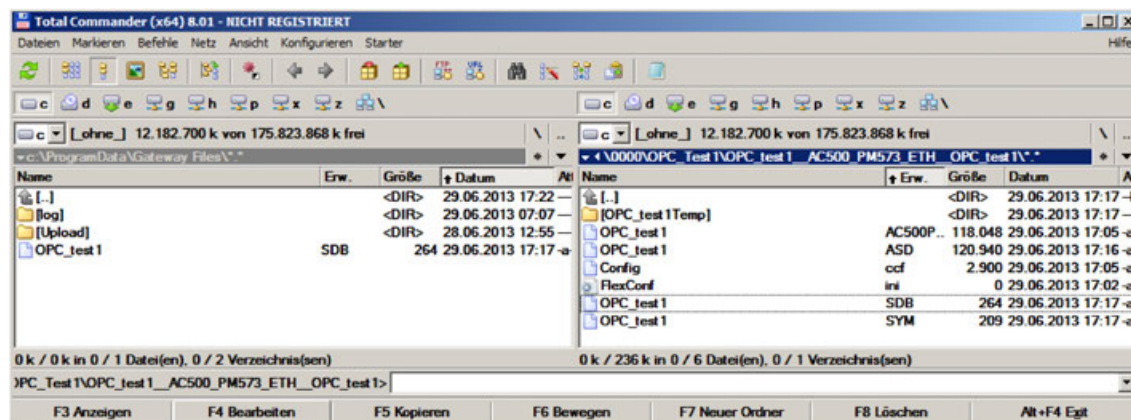 Total Commander (x64) 8.01 - NICHT REGISTRIERT
Dateien Markieren Befehle Netz Ansicht Konfigurieren Starter Hilfe
c d e g h p x z \
c d e g h p x z \
c [_ohne_] 12.182.700 k von 175.823.868 k frei \ ..
c [_ohne_] 12.182.700 k von 175.823.868 k frei \ ..
c:\ProgramData\Gateway Files\*.*
\0000\OPC_Test1\OPC_test1__AC500_PM573_ETH__OPC_test1\*.*
Name Erw. Größe Datum Att
[..] <DIR> 29.06.2013 17:22 —
[log] <DIR> 29.06.2013 07:07 —
[Upload] <DIR> 28.06.2013 12:55 —
OPC_test1 SDB 264 29.06.2013 17:17 -a-
0 k / 0 k in 0 / 1 Datei(en), 0 / 2 Verzeichnis(sen)
Name Erw. Größe Datum A
[..] <DIR> 29.06.2013 17:17
[OPC_test1Temp] <DIR> 29.06.2013 17:17
OPC_test1 AC500P... 118.048 29.06.2013 17:05 -a
OPC_test1 ASD 120.940 29.06.2013 17:16 -a
Config ccf 2.900 29.06.2013 17:05 -a
FlexConf ini 0 29.06.2013 17:02 -a
OPC_test1 SDB 264 29.06.2013 17:17 -a
OPC_test1 SYM 209 29.06.2013 17:17 -a
0 k / 236 k in 0 / 6 Datei(en), 0 / 1 Verzeichnis(sen)
OPC_Test1\OPC_test1__AC500_PM573_ETH__OPC_test1>
F3 Anzeigen F4 Bearbeiten F5 Kopieren F6 Bewegen F7 Neuer Ordner F8 Löschen Alt+F4 Exit